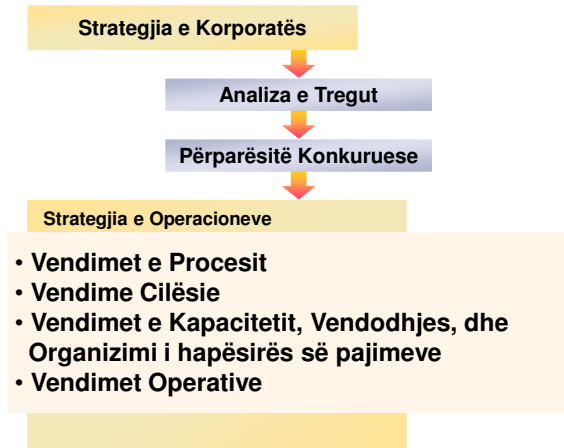 Strategjia e Korporatës
Analiza e Tregut
Përparësitë Konkuruese
Strategjia e Operacioneve
• Vendimet e Procesit
• Vendime Cilësie
• Vendimet e Kapacitetit, Vendodhjes, dhe
Organizimi i hapësirës së pajimeve
• Vendimet Operative